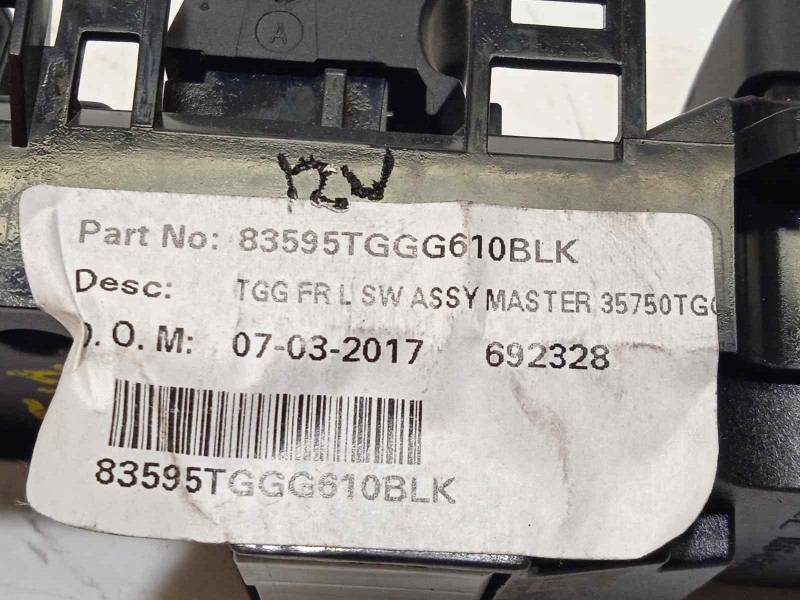 A
Part No: 83595TGGG610BLK
Desc: TGG FR L SW ASSY MASTER 35750TG
.O.M: 07-03-2017 692328
83595TGGG610BLK